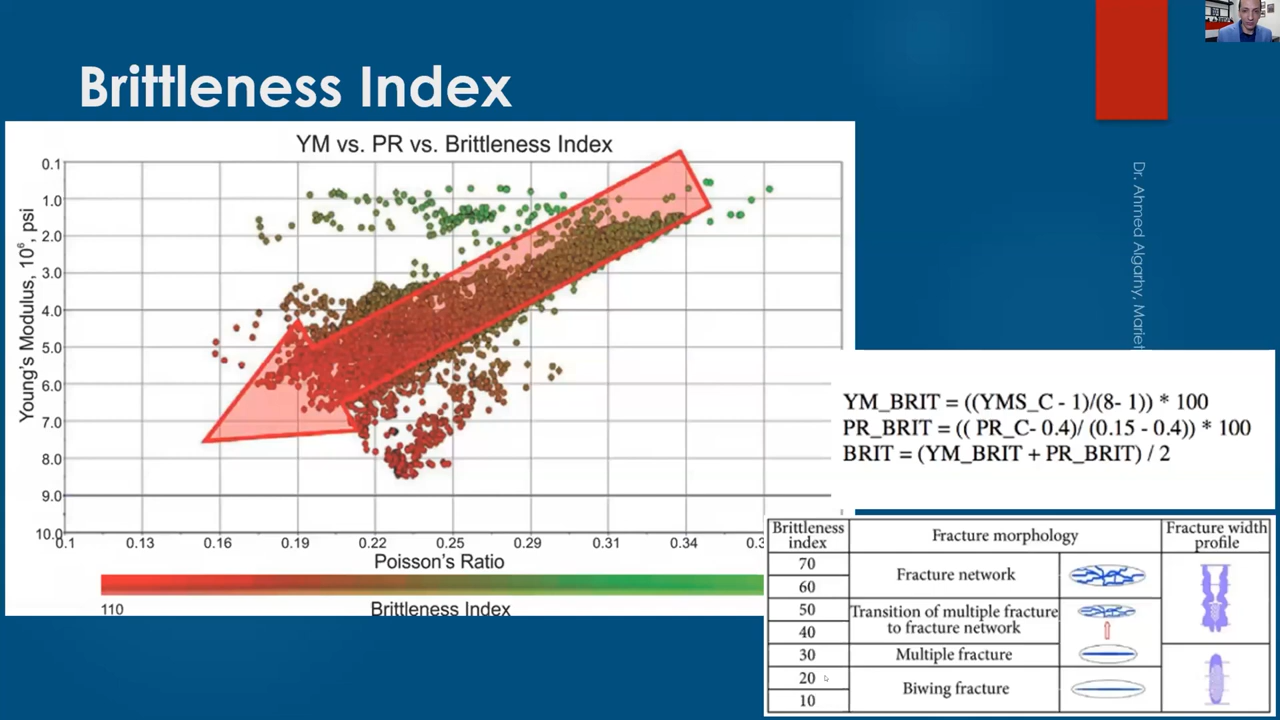 Brittleness Index
YM vs. PR vs. Brittleness Index
Young's Modulus, 10⁶, psi
0.1
1.0
2.0
3.0
4.0
5.0
6.0
7.0
8.0
9.0
10.0
0.1 0.13 0.16 0.19 0.22 0.25 0.29 0.31 0.34 0.3
Poisson's Ratio
110
Brittleness Index
Dr. Ahmed Algarhy, Mariet
YM_BRIT = ((YMS_C - 1)/(8- 1)) * 100
PR_BRIT = (( PR_C- 0.4)/ (0.15 - 0.4)) * 100
BRIT = (YM_BRIT + PR_BRIT) / 2
Brittleness index
Fracture morphology
Fracture width profile
70
60
Fracture network
50
40
Transition of multiple fracture
to fracture network
30
Multiple fracture
20
10
Biwing fracture